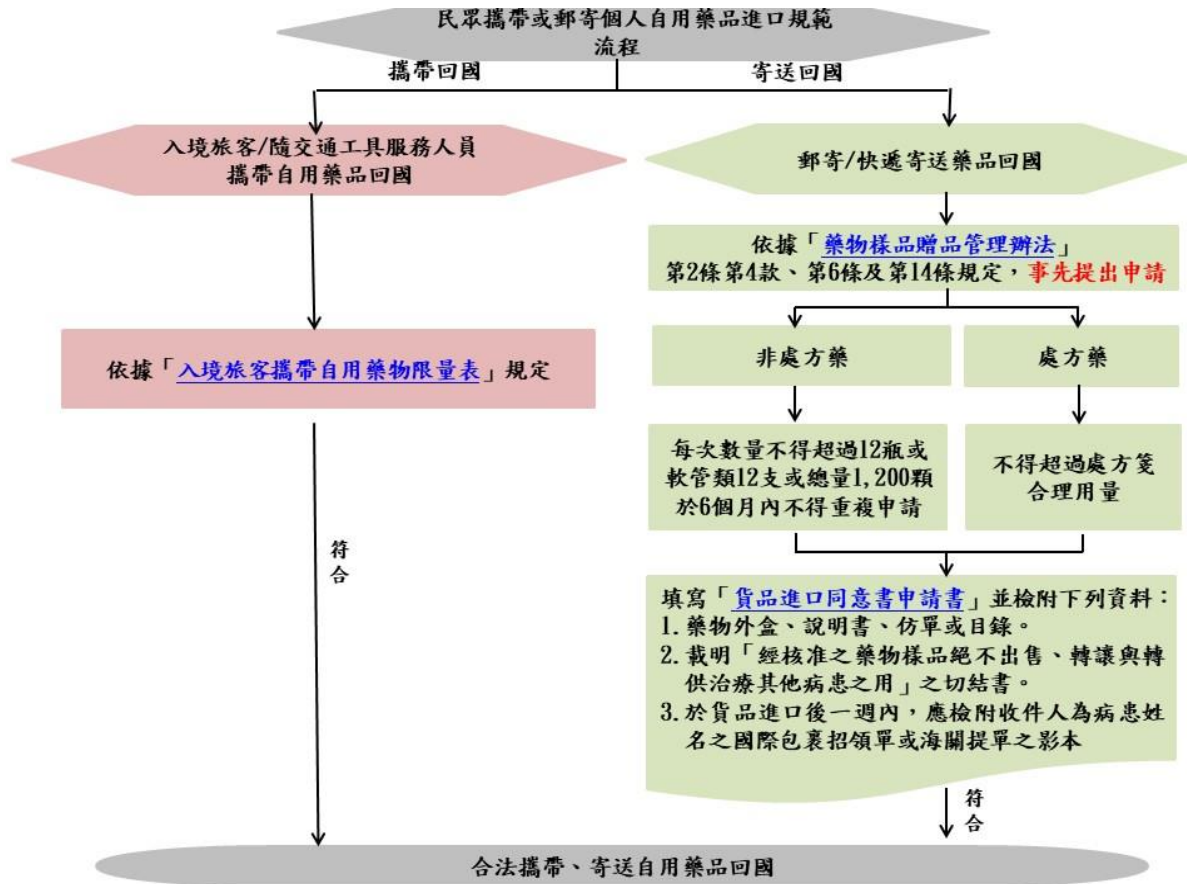 民眾攜帶或郵寄個人自用藥品進口規範
流程
攜帶回國
寄送回國
入境旅客/隨交通工具服務人員
攜帶自用藥品回國
郵寄/快遞寄送藥品回國
依據「藥物樣品贈品管理辦法」
第2條第4款、第6條及第14條規定，事先提出申請
依據「入境旅客攜帶自用藥物限量表」規定
非處方藥
處方藥
每次數量不得超過12瓶或
軟管類12支或總量1,200顆
於6個月內不得重複申請
不得超過處方箋
合理用量
符
合
填寫「貨品進口同意書申請書」並檢附下列資料：
1. 藥物外盒、說明書、仿單或目錄。
2. 載明「經核准之藥物樣品絕不出售、轉讓與轉
供治療其他病患之用」之切結書。
3. 於貨品進口後一週內，應檢附收件人為病患姓
名之國際包裹招領單或海關提單之影本
符
合
合法攜帶、寄送自用藥品回國